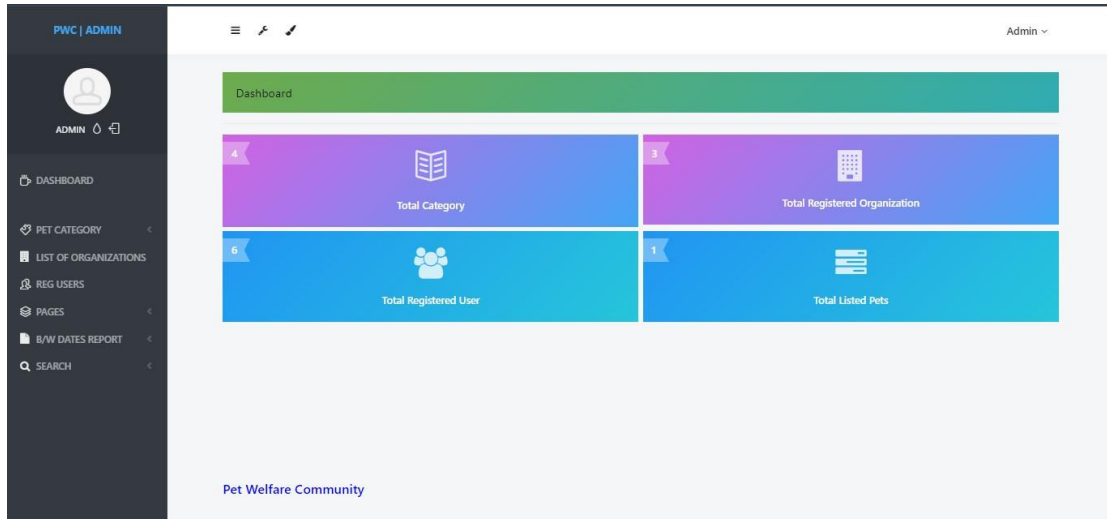 PWC | ADMIN
Admin
ADMIN
DASHBOARD
PET CATEGORY
LIST OF ORGANIZATIONS
REG USERS
PAGES
B/W DATES REPORT
SEARCH
Dashboard
4
Total Category
3
Total Registered Organization
6
Total Registered User
1
Total Listed Pets
Pet Welfare Community